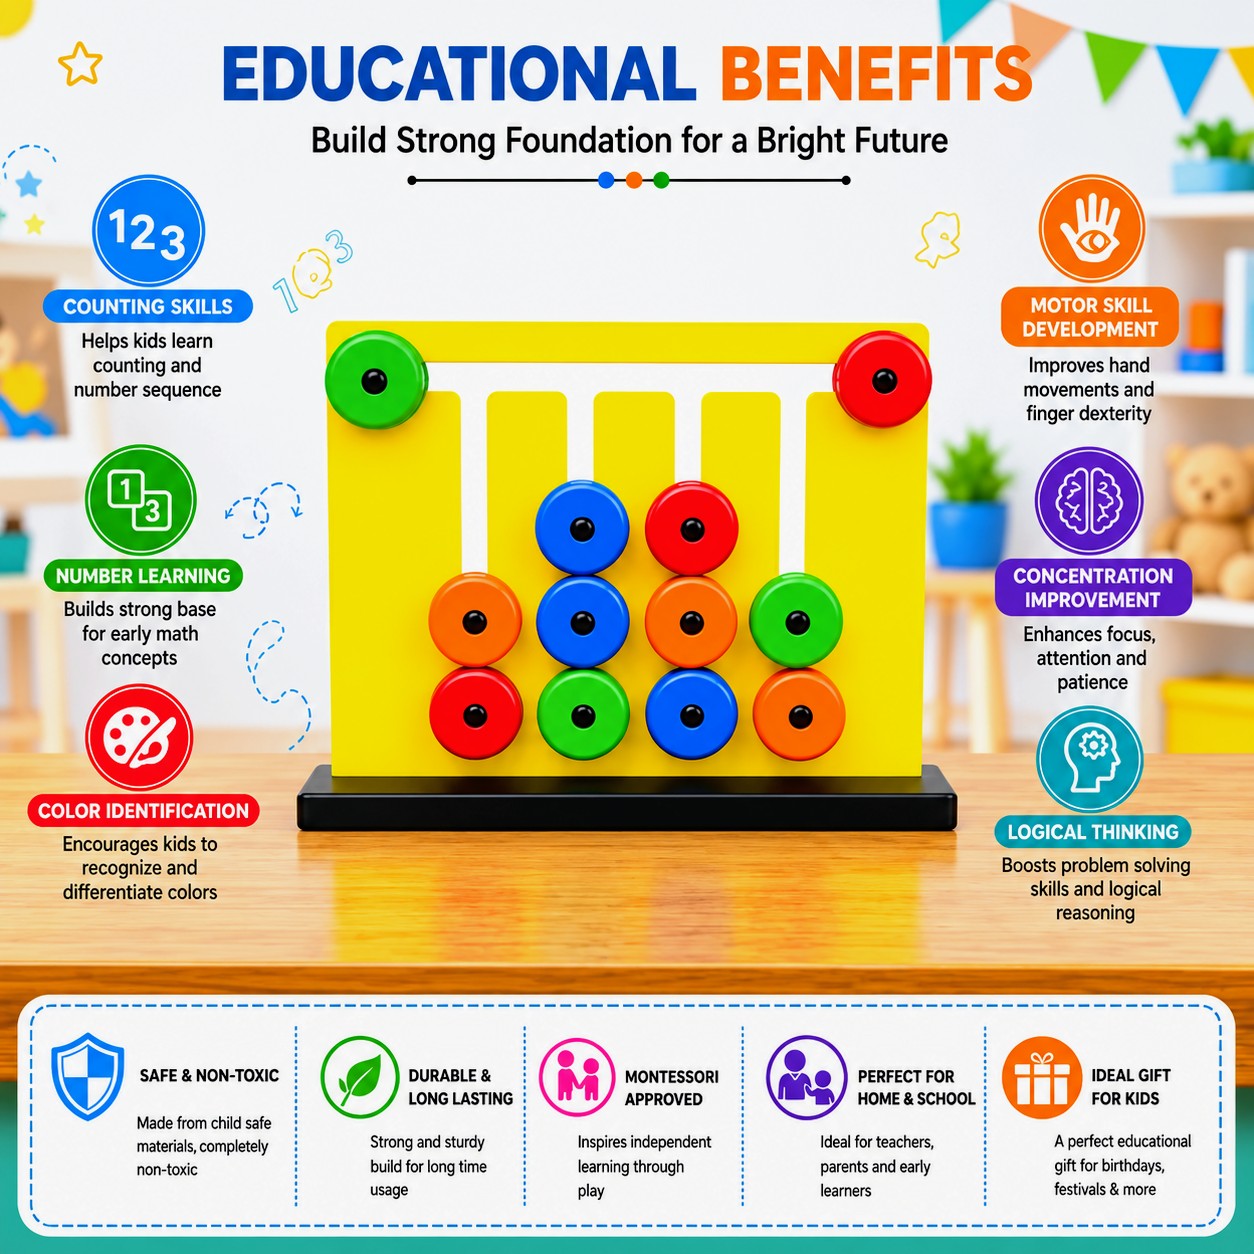 EDUCATIONAL BENEFITS
Build Strong Foundation for a Bright Future
123
COUNTING SKILLS
Helps kids learn
counting and
number sequence
1 3
NUMBER LEARNING
Builds strong base
for early math
concepts
COLOR IDENTIFICATION
Encourages kids to
recognize and
differentiate colors
MOTOR SKILL
DEVELOPMENT
Improves hand
movements and
finger dexterity
CONCENTRATION
IMPROVEMENT
Enhances focus,
attention and
patience
LOGICAL THINKING
Boosts problem solving
skills and logical
reasoning
SAFE & NON-TOXIC
Made from child safe
materials, completely
non-toxic
DURABLE &
LONG LASTING
Strong and sturdy
build for long time
usage
MONTESSORI
APPROVED
Inspires independent
learning through
play
PERFECT FOR
HOME & SCHOOL
Ideal for teachers,
parents and early
learners
IDEAL GIFT
FOR KIDS
A perfect educational
gift for birthdays,
festivals & more